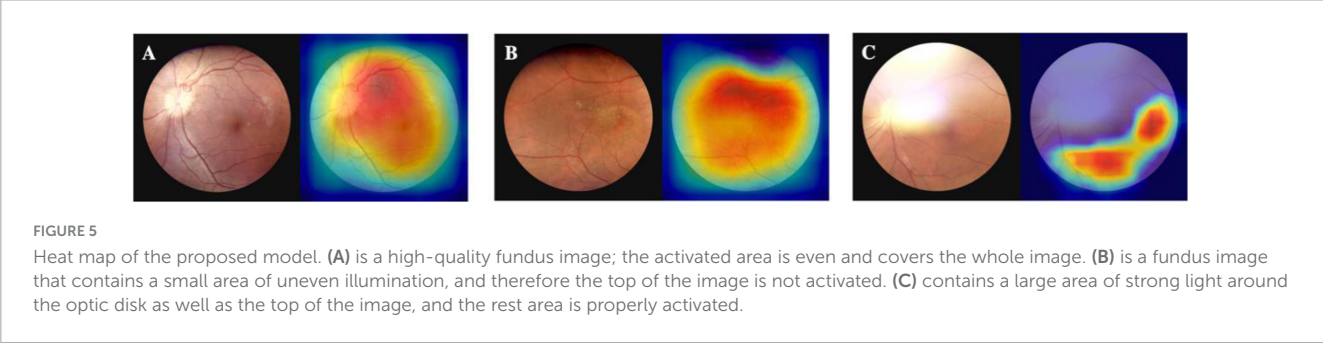 A
B
C
FIGURE 5
Heat map of the proposed model. (A) is a high-quality fundus image; the activated area is even and covers the whole image. (B) is a fundus image
that contains a small area of uneven illumination, and therefore the top of the image is not activated. (C) contains a large area of strong light around
the optic disk as well as the top of the image, and the rest area is properly activated.